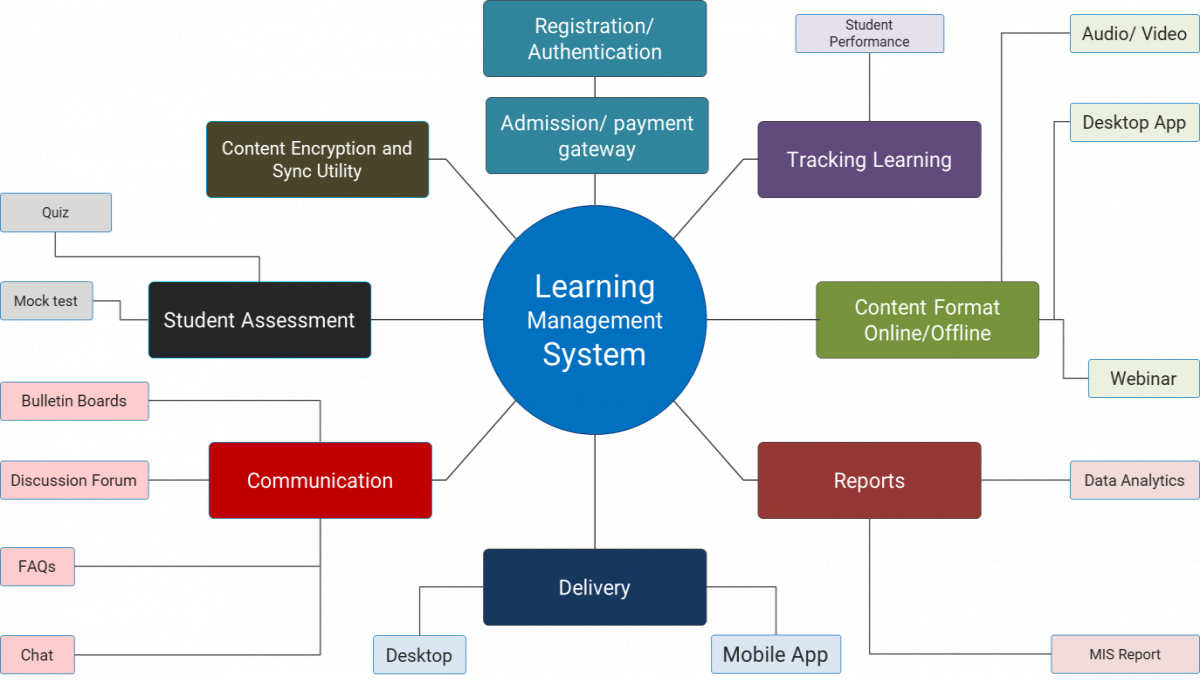 Registration/
Authentication
Student
Performance
Audio/ Video
Admission/ payment
gateway
Desktop App
Content Encryption and
Sync Utility
Tracking Learning
Quiz
Mock test
Student Assessment
Learning
Management
System
Content Format
Online/Offline
Webinar
Bulletin Boards
Discussion Forum
Communication
Reports
Data Analytics
FAQs
Delivery
Chat
Desktop
Mobile App
MIS Report